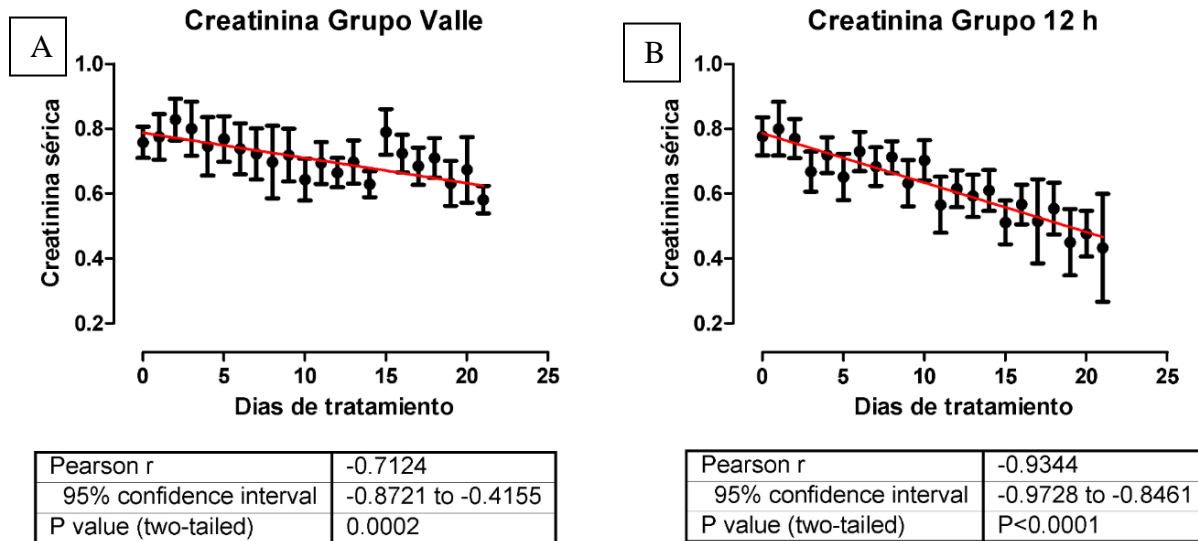 A
Creatinina Grupo Valle
Creatinina sérica
1.0
0.8
0.6
0.4
0.2
0 5 10 15 20 25
Dias de tratamiento
Pearson r -0.7124
95% confidence interval -0.8721 to -0.4155
P value (two-tailed) 0.0002
B
Creatinina Grupo 12 h
Creatinina sérica
1.0
0.8
0.6
0.4
0.2
0 5 10 15 20 25
Dias de tratamiento
Pearson r -0.9344
95% confidence interval -0.9728 to -0.8461
P value (two-tailed) P<0.0001